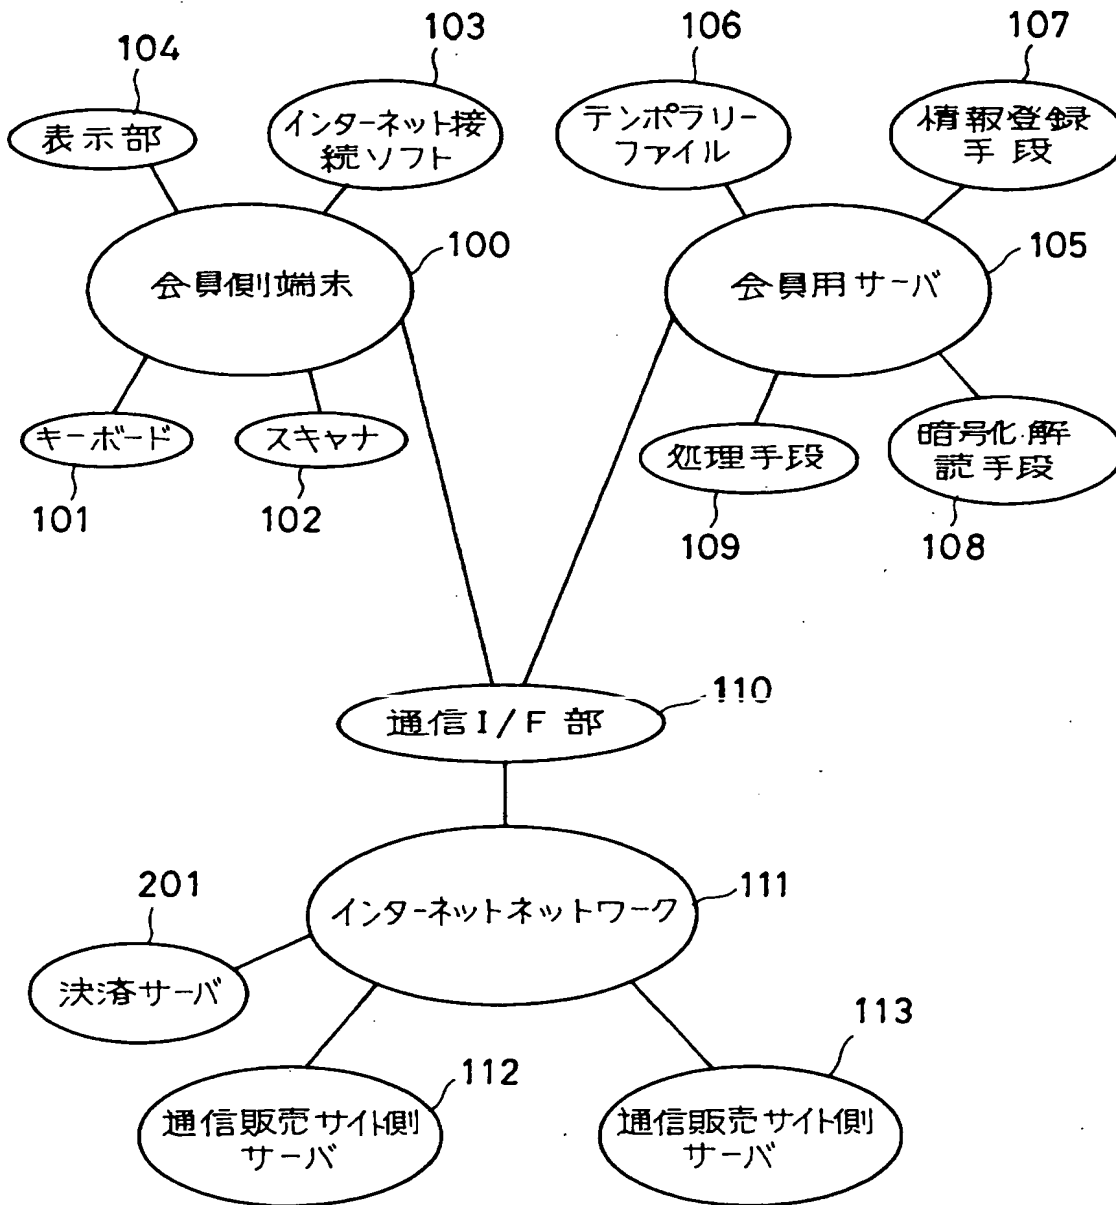 104
103
106
107
表示部
インターネット接
続ソフト
テンポラリー
ファイル
情報登録
手段
100
105
会員側端末
会員用サーバ
キーボード
スキャナ
処理手段
暗号化・解
読手段
101
102
109
108
110
通信I/F部
201
111
インターネットネットワーク
決済サーバ
112
113
通信販売サイト側
サーバ
通信販売サイト側
サーバ